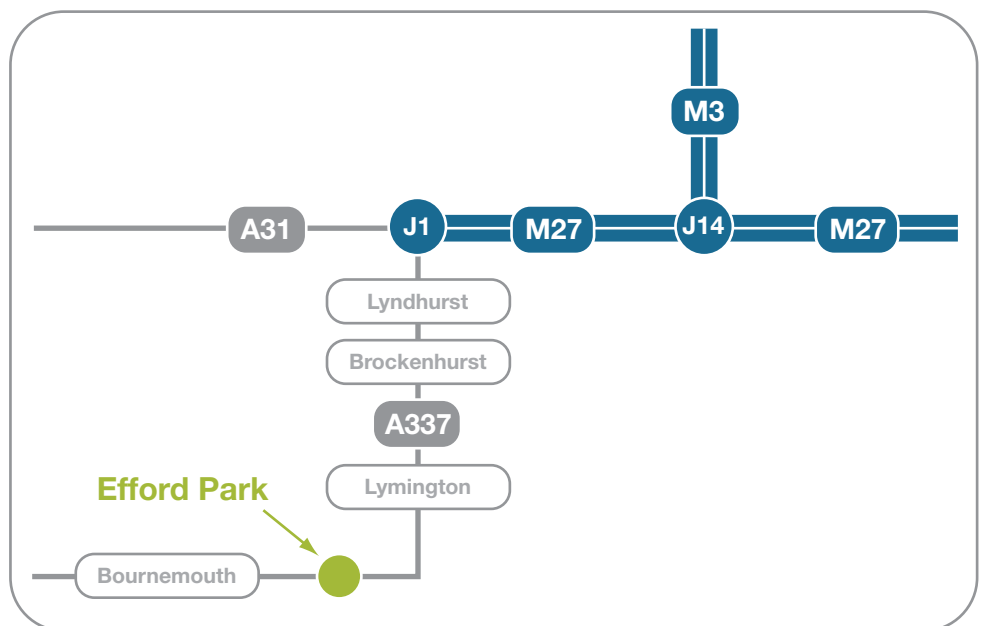 M3
A31
J1
M27
J14
M27
Lyndhurst
Brockenhurst
A337
Lymington
Efford Park
Bournemouth